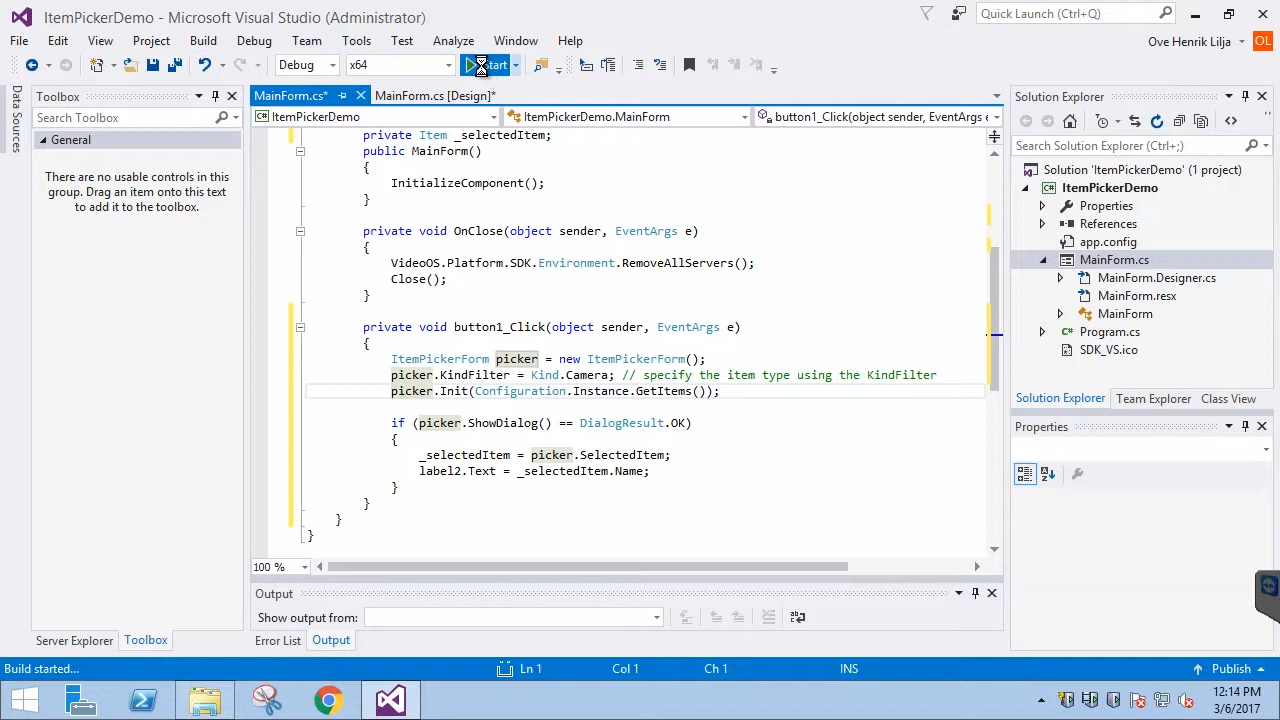 ItemPickerDemo - Microsoft Visual Studio (Administrator)
Quick Launch (Ctrl+Q)
File Edit View Project Build Debug Team Tools Test Analyze Window Help
Ove Henrik Lilja OL
Debug x64
Data Sources
Toolbox
Search Toolbox
General
There are no usable controls in this
group. Drag an item onto this text
to add it to the toolbox.
Server Explorer Toolbox
MainForm.cs* MainForm.cs [Design]*
ItemPickerDemo ItemPickerDemo.MainForm button1_Click(object sender, EventArgs e
private Item _selectedItem;
public MainForm()
{
InitializeComponent();
}
private void OnClose(object sender, EventArgs e)
{
VideoOS.Platform.SDK.Environment.RemoveAllServers();
Close();
}
private void button1_Click(object sender, EventArgs e)
{
ItemPickerForm picker = new ItemPickerForm();
picker.KindFilter = Kind.Camera; // specify the item type using the KindFilter
picker.Init(Configuration.Instance.GetItems());
if (picker.ShowDialog() == DialogResult.OK)
{
_selectedItem = picker.SelectedItem;
label2.Text = _selectedItem.Name;
}
}
}
}
100 %
Output
Show output from:
Error List Output
Solution Explorer
Search Solution Explorer (Ctrl+;)
Solution 'ItemPickerDemo' (1 project)
ItemPickerDemo
Properties
References
app.config
MainForm.cs
MainForm.Designer.cs
MainForm.resx
MainForm
Program.cs
SDK_VS.ico
Solution Explorer Team Explorer Class View
Properties
Build started... Ln 1 Col 1 Ch 1 INS Publish
12:14 PM
3/6/2017